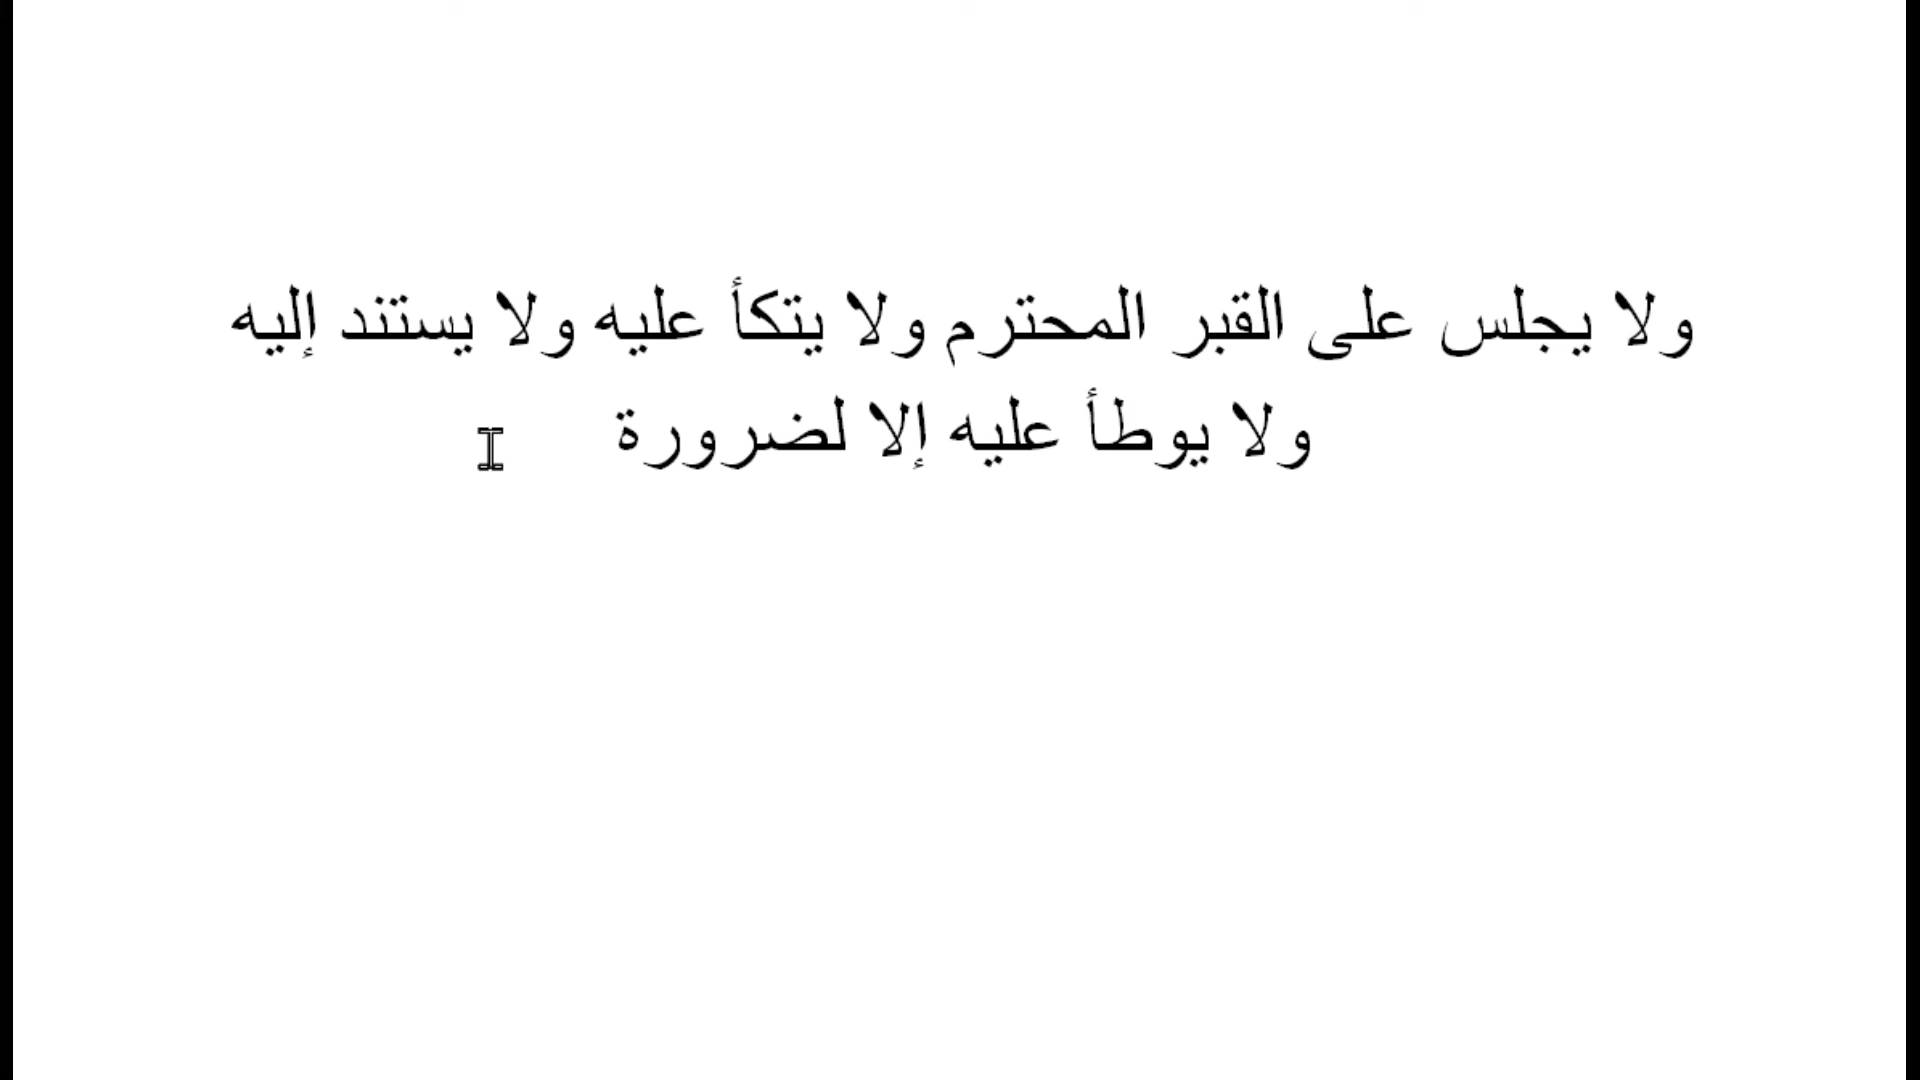 ولا يجلس على القبر المحترم ولا يتكأ عليه ولا يستند إليه
ولا يوطأ عليه إلا لضرورة